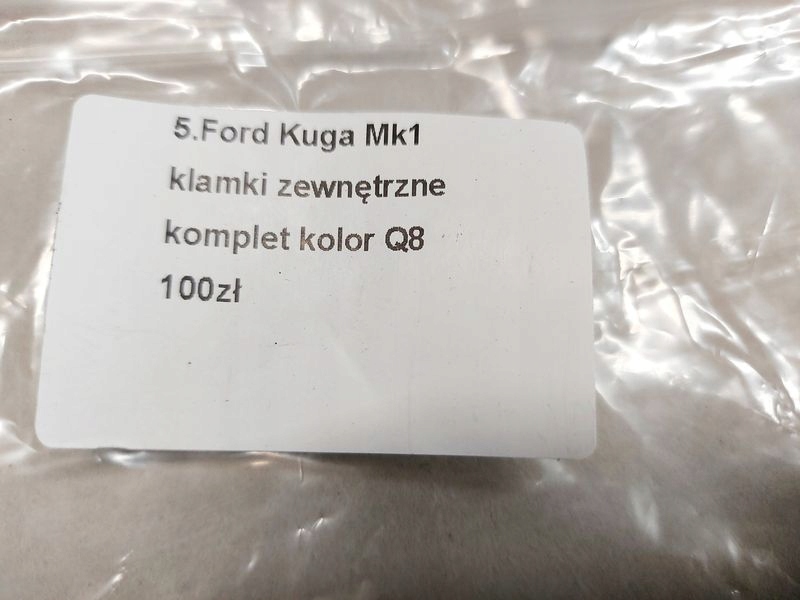 5.Ford Kuga Mk1
klamki zewnętrzne
komplet kolor Q8
100zł